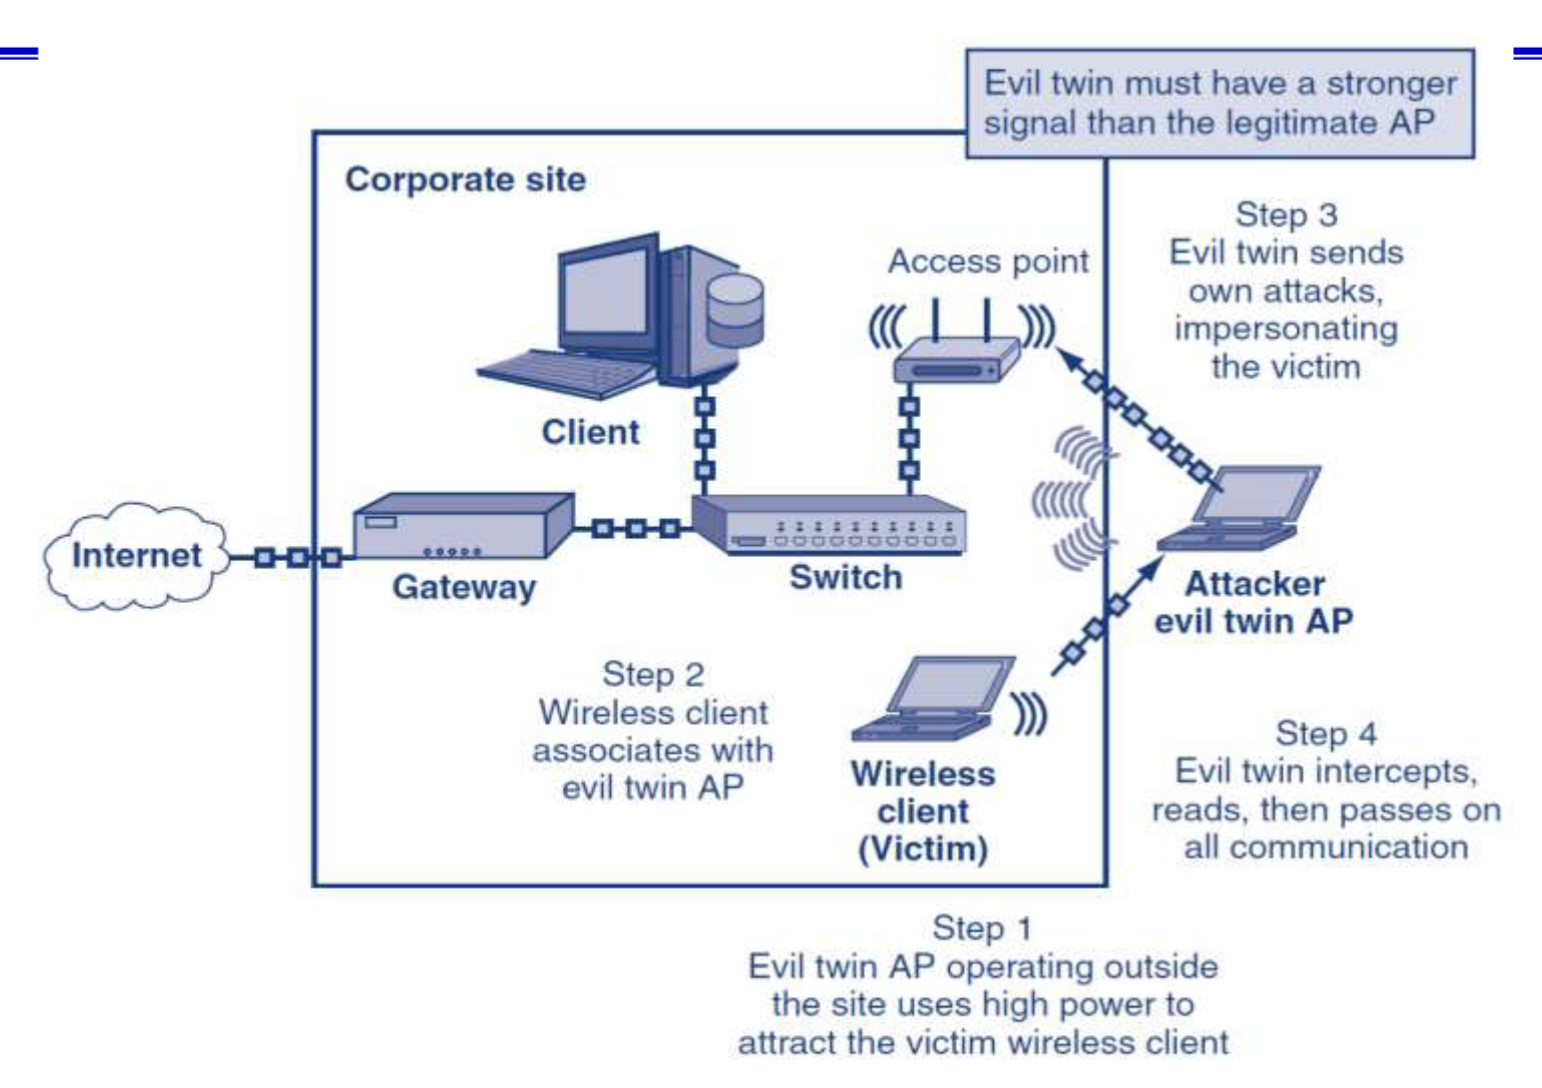 Evil twin must have a stronger
signal than the legitimate AP
Corporate site
Step 3
Evil twin sends
own attacks,
impersonating
the victim
Access point
Client
Internet
Gateway
Switch
Attacker
evil twin AP
Step 2
Wireless client
associates with
evil twin AP
Wireless
client
(Victim)
Step 4
Evil twin intercepts,
reads, then passes on
all communication
Step 1
Evil twin AP operating outside
the site uses high power to
attract the victim wireless client